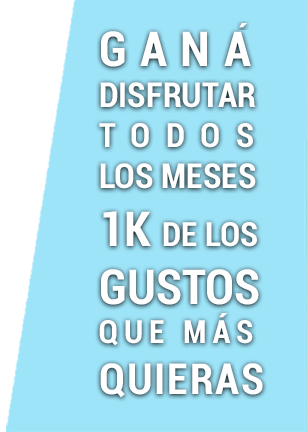 GANÁ
DISFRUTAR
TODOS
LOS MESES
1K DE LOS
GUSTOS
QUE MÁS
QUIERAS